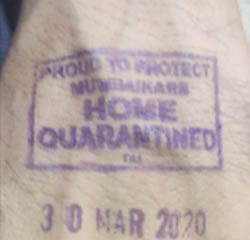 PROUD TO PROTECT
MUMBAIKARS
HOME
QUARANTINED
TILL
30 MAR 2020